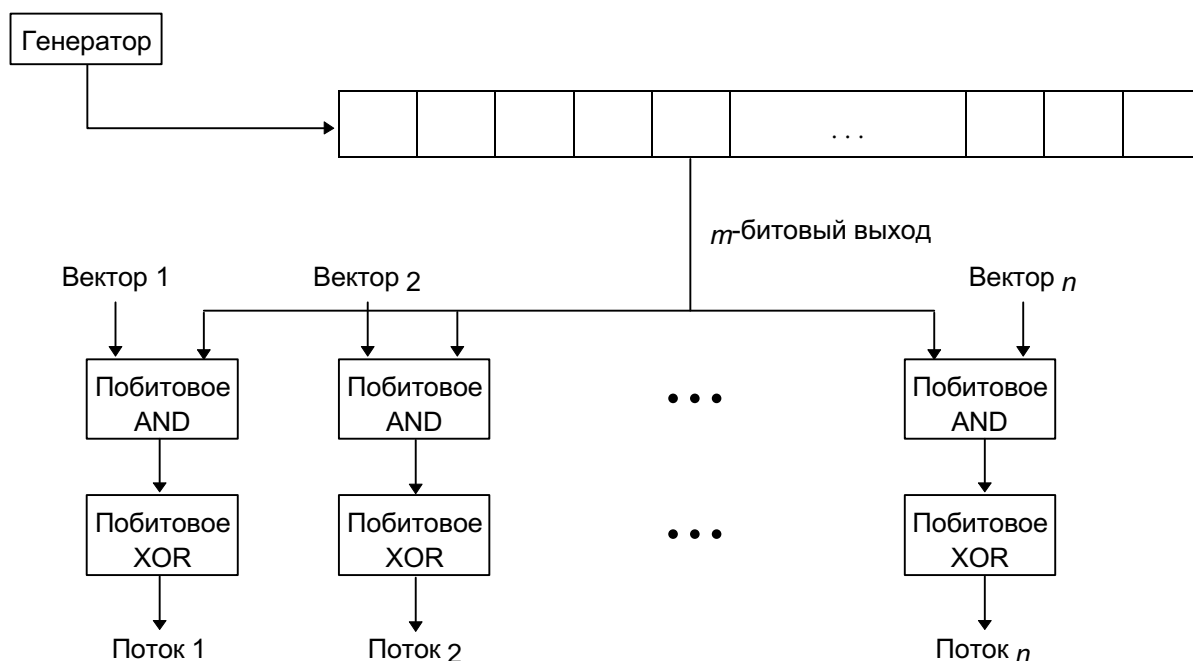 Генератор
. . .
m-битовый выход
Вектор 1
Вектор 2
Вектор n
Побитовое
AND
Побитовое
AND
• • •
Побитовое
AND
Побитовое
XOR
Побитовое
XOR
• • •
Побитовое
XOR
Поток 1
Поток 2
Поток n